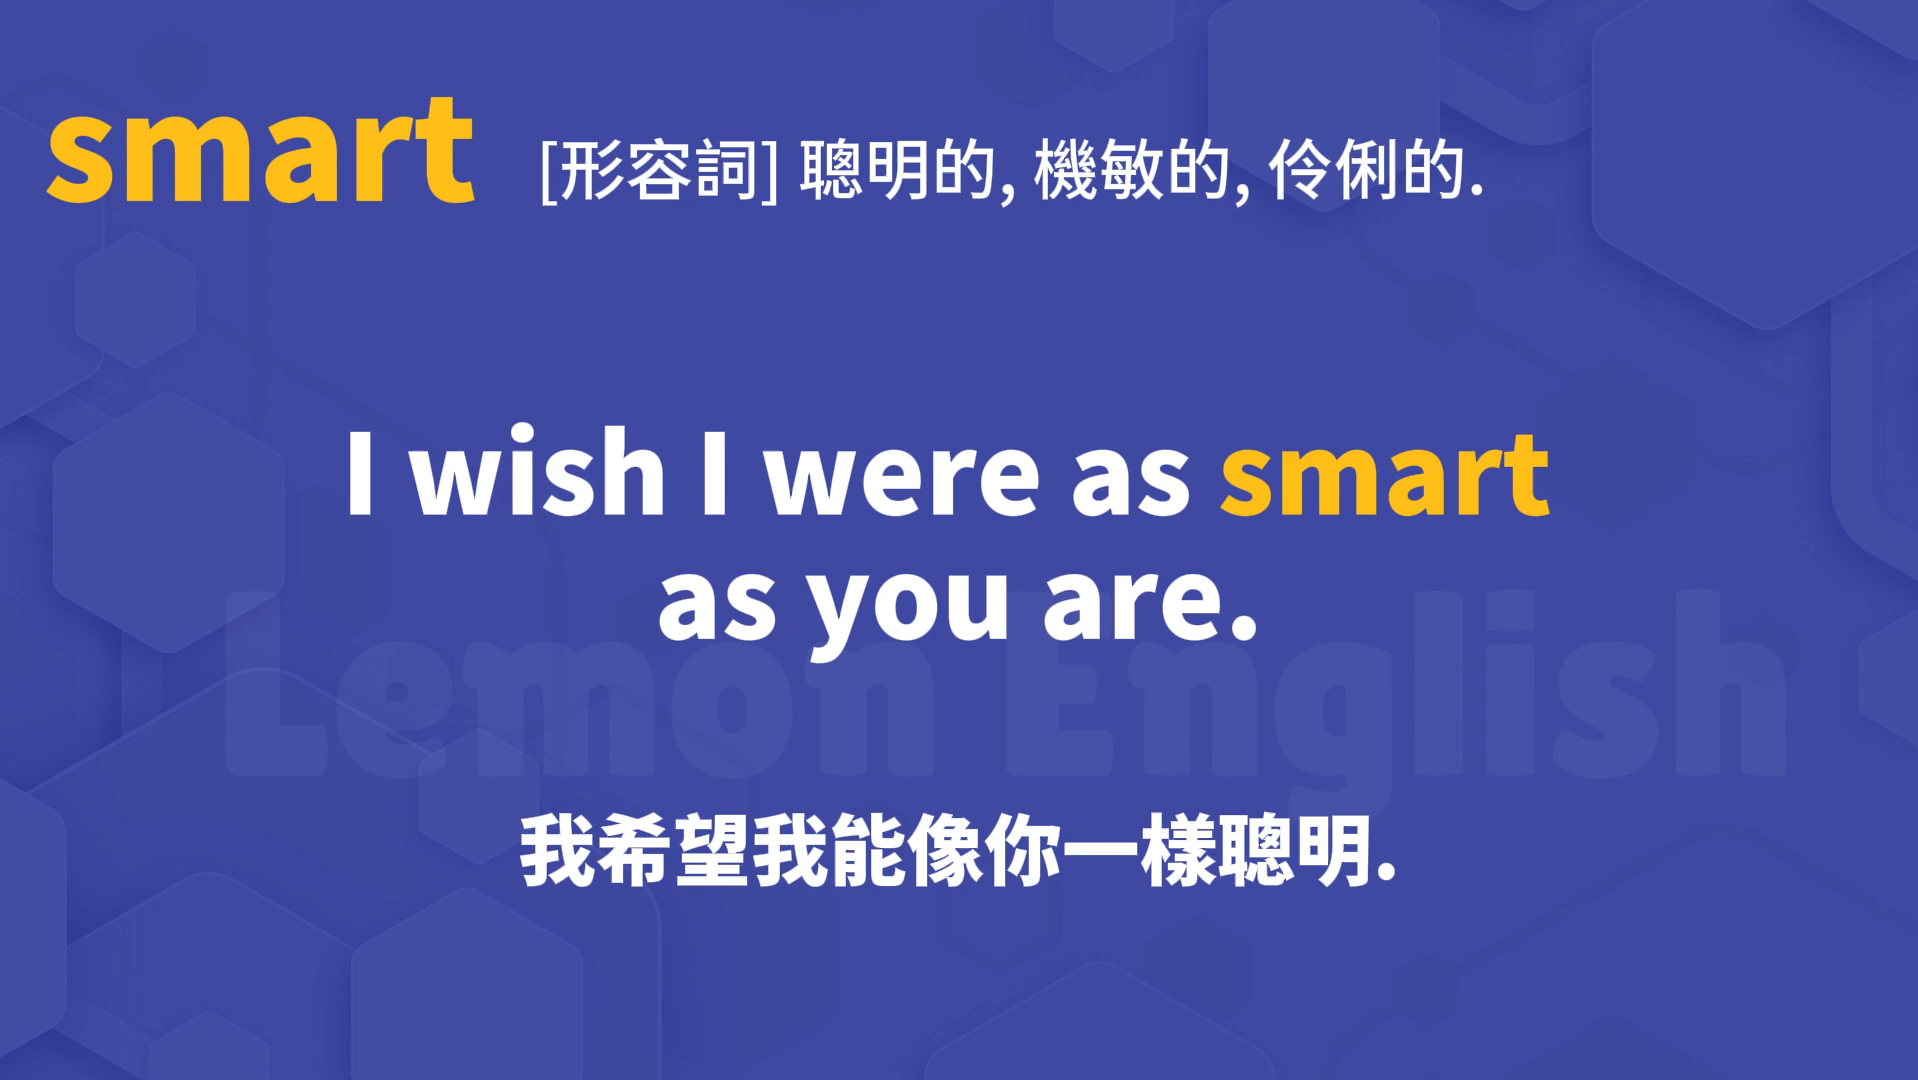 smart [形容詞] 聰明的, 機敏的, 伶俐的.
I wish I were as smart
as you are.
Lemon English
我希望我能像你一樣聰明.